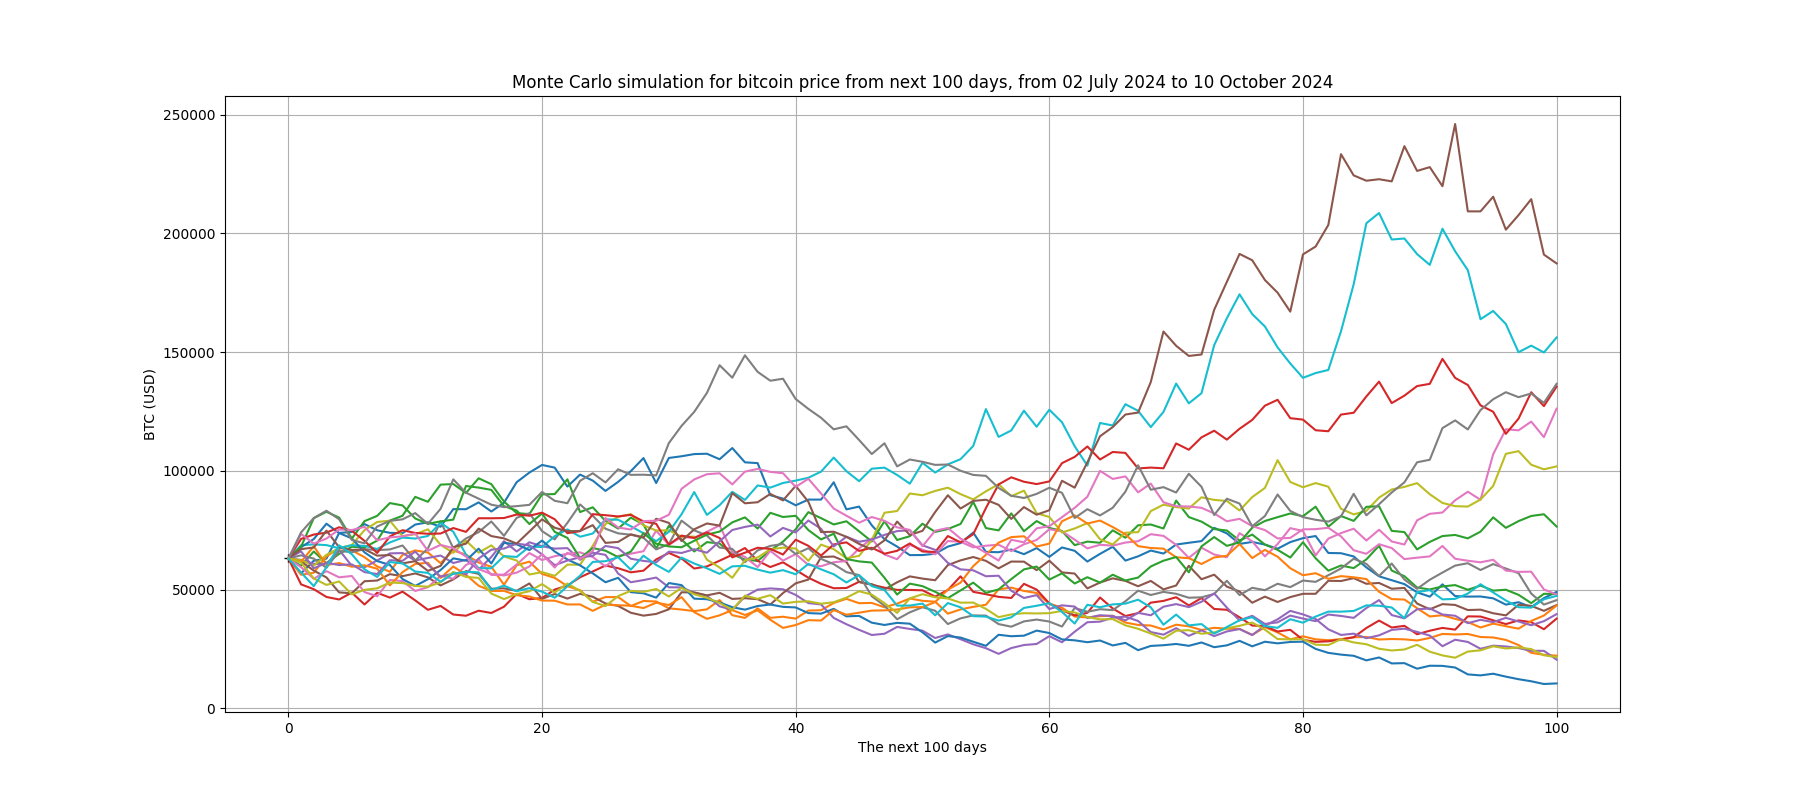 Monte Carlo simulation for bitcoin price from next 100 days, from 02 July 2024 to 10 October 2024
250000
200000
150000
100000
50000
0
BTC (USD)
0 20 40 60 80 100
The next 100 days